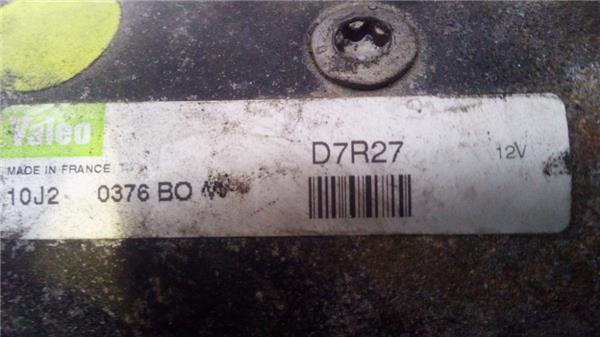 Valeo
D7R27 12V
MADE IN FRANCE
10J2 0376 BO